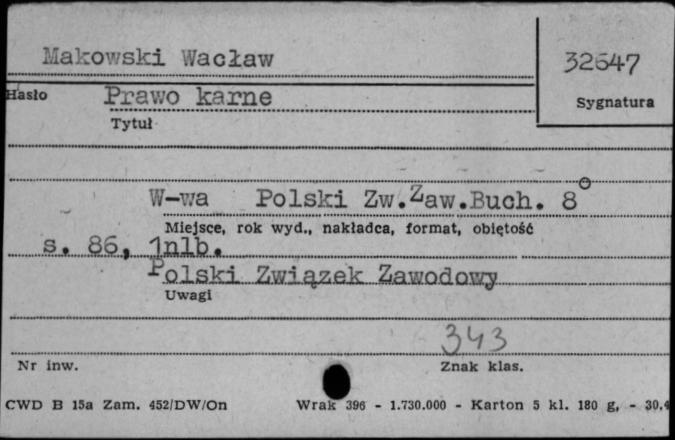 Makowski Wacław
32647
Hasło
Prawo karne
Sygnatura
Tytuł
W-wa Polski Zw.Zaw.Buch. 8°
Miejsce, rok wyd., nakładca, format, objętość
s. 86, 1nlb.
Polski Związek Zawodowy
Uwagi
343
Nr inw.
Znak klas.
CWD B 15a Zam. 452/DW/On Wrak 396 - 1.730.000 - Karton 5 kl. 180 g, - 30,4